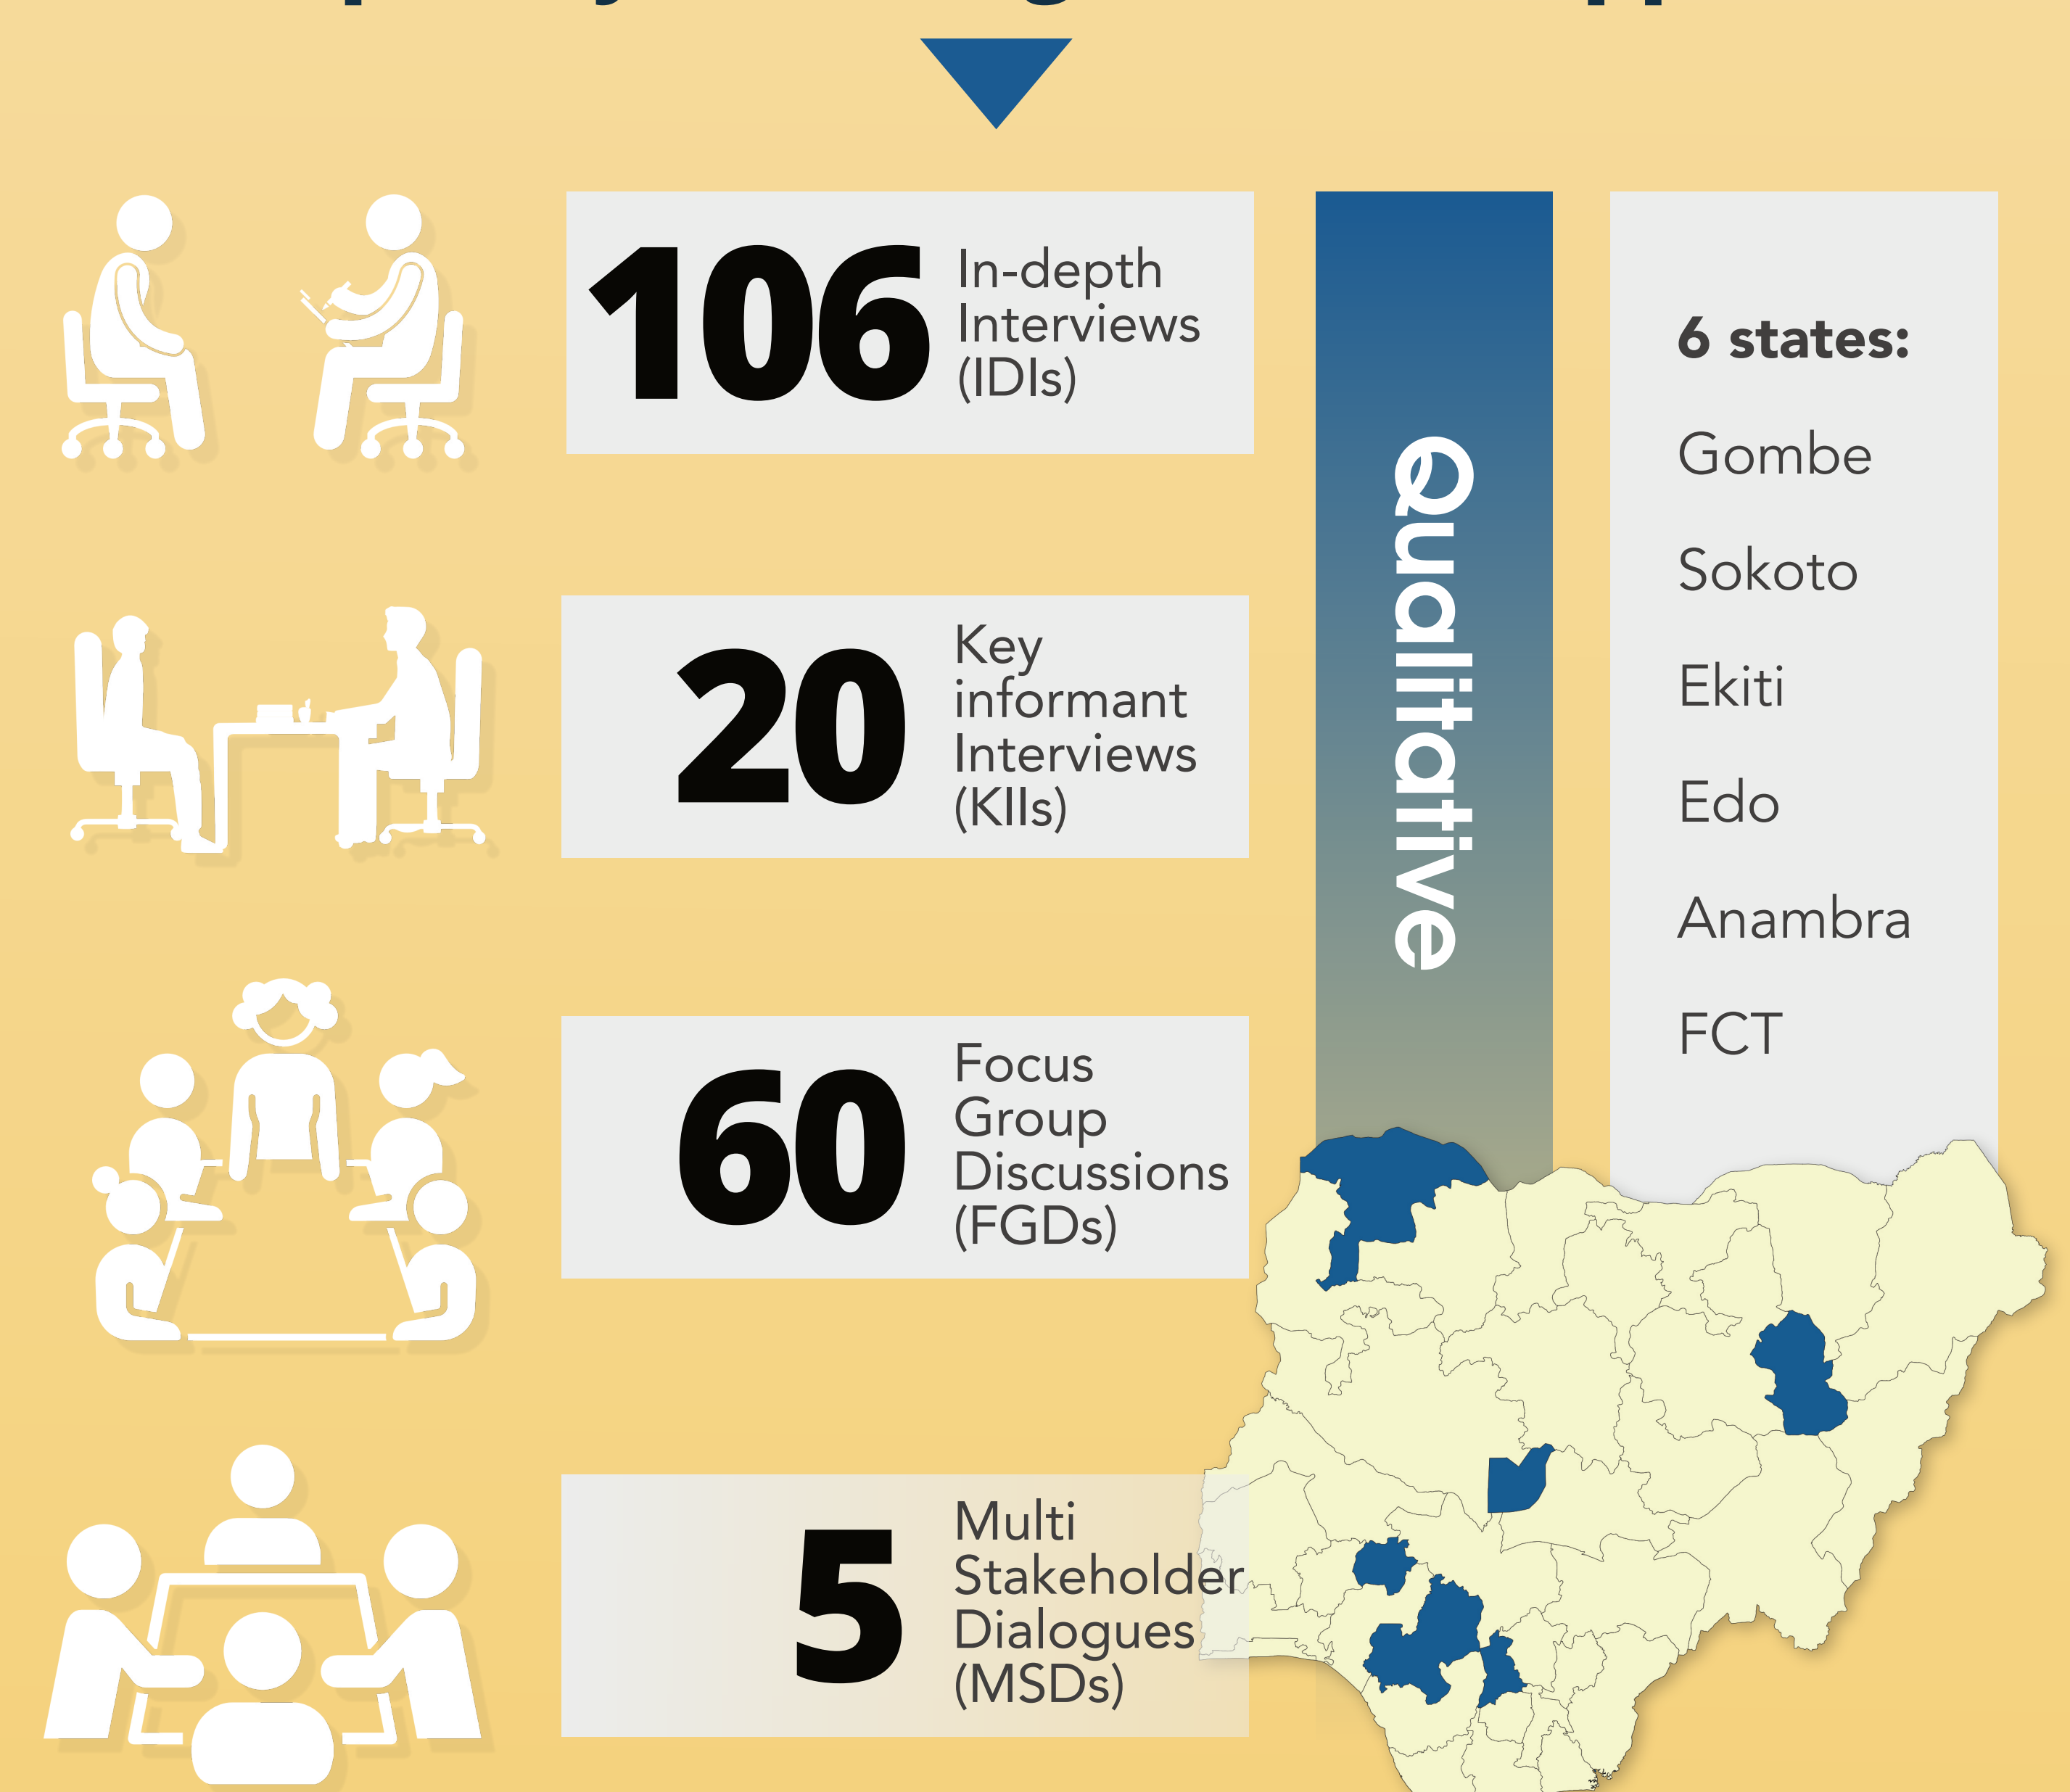 106
In-depth
Interviews
(IDIs)
20
Key
informant
Interviews
(KIIs)
60
Focus
Group
Discussions
(FGDs)
5
Multi
Stakeholder
Dialogues
(MSDs)
Qualitative
6 states:
Gombe
Sokoto
Ekiti
Edo
Anambra
FCT